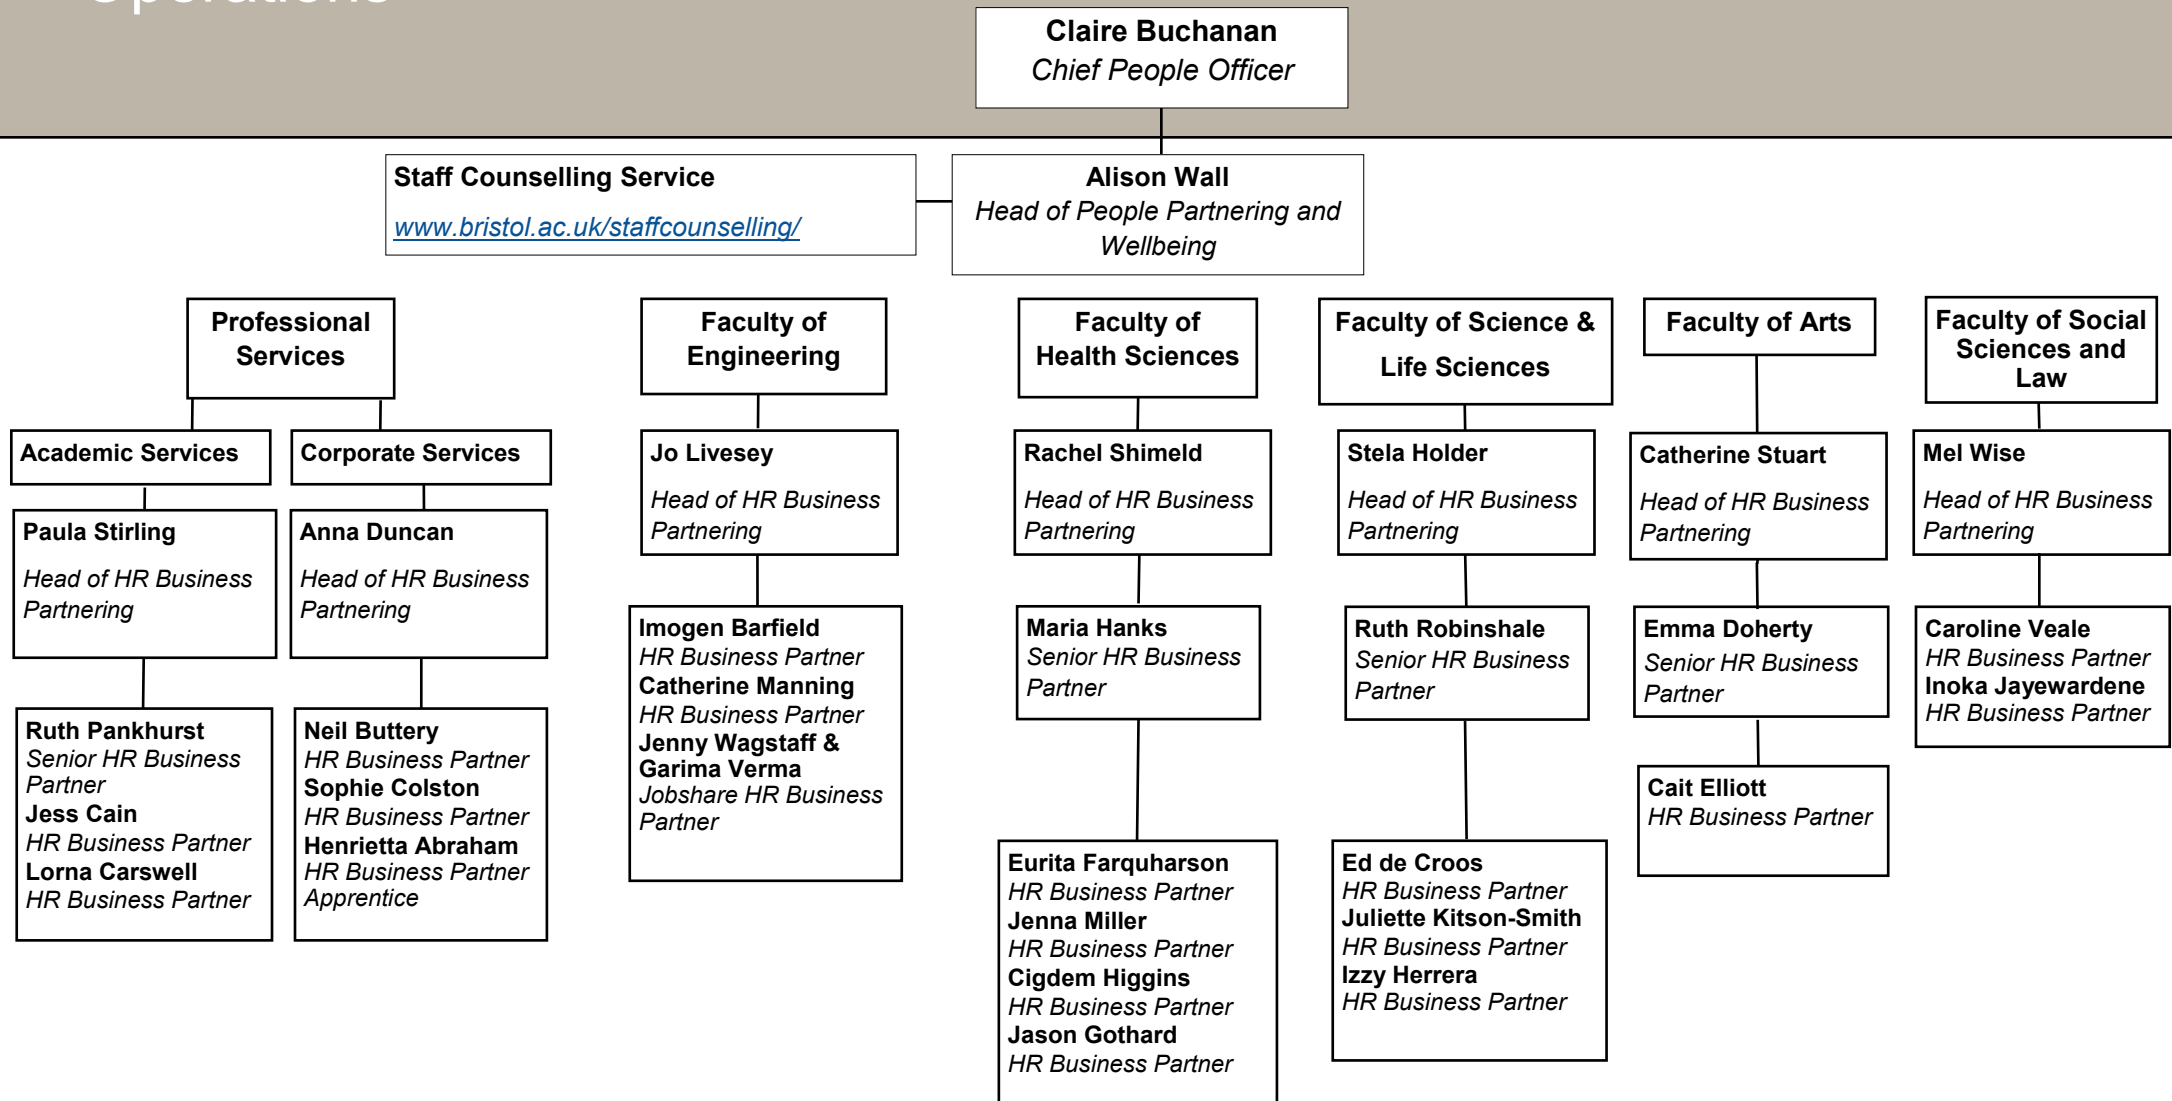 Operations
Claire Buchanan
Chief People Officer
Staff Counselling Service
www.bristol.ac.uk/staffcounselling/
Alison Wall
Head of People Partnering and
Wellbeing
Professional
Services
Academic Services
Paula Stirling
Head of HR Business
Partnering
Ruth Pankhurst
Senior HR Business
Partner
Jess Cain
HR Business Partner
Lorna Carswell
HR Business Partner
Corporate Services
Anna Duncan
Head of HR Business
Partnering
Neil Buttery
HR Business Partner
Sophie Colston
HR Business Partner
Henrietta Abraham
HR Business Partner
Apprentice
Faculty of
Engineering
Jo Livesey
Head of HR Business
Partnering
Imogen Barfield
HR Business Partner
Catherine Manning
HR Business Partner
Jenny Wagstaff &
Garima Verma
Jobshare HR Business
Partner
Faculty of
Health Sciences
Rachel Shimeld
Head of HR Business
Partnering
Maria Hanks
Senior HR Business
Partner
Eurita Farquharson
HR Business Partner
Jenna Miller
HR Business Partner
Cigdem Higgins
HR Business Partner
Jason Gothard
HR Business Partner
Faculty of Science &
Life Sciences
Stela Holder
Head of HR Business
Partnering
Ruth Robinshale
Senior HR Business
Partner
Ed de Croos
HR Business Partner
Juliette Kitson-Smith
HR Business Partner
Izzy Herrera
HR Business Partner
Faculty of Arts
Catherine Stuart
Head of HR Business
Partnering
Emma Doherty
Senior HR Business
Partner
Cait Elliott
HR Business Partner
Faculty of Social
Sciences and
Law
Mel Wise
Head of HR Business
Partnering
Caroline Veale
HR Business Partner
Inoka Jayewardene
HR Business Partner